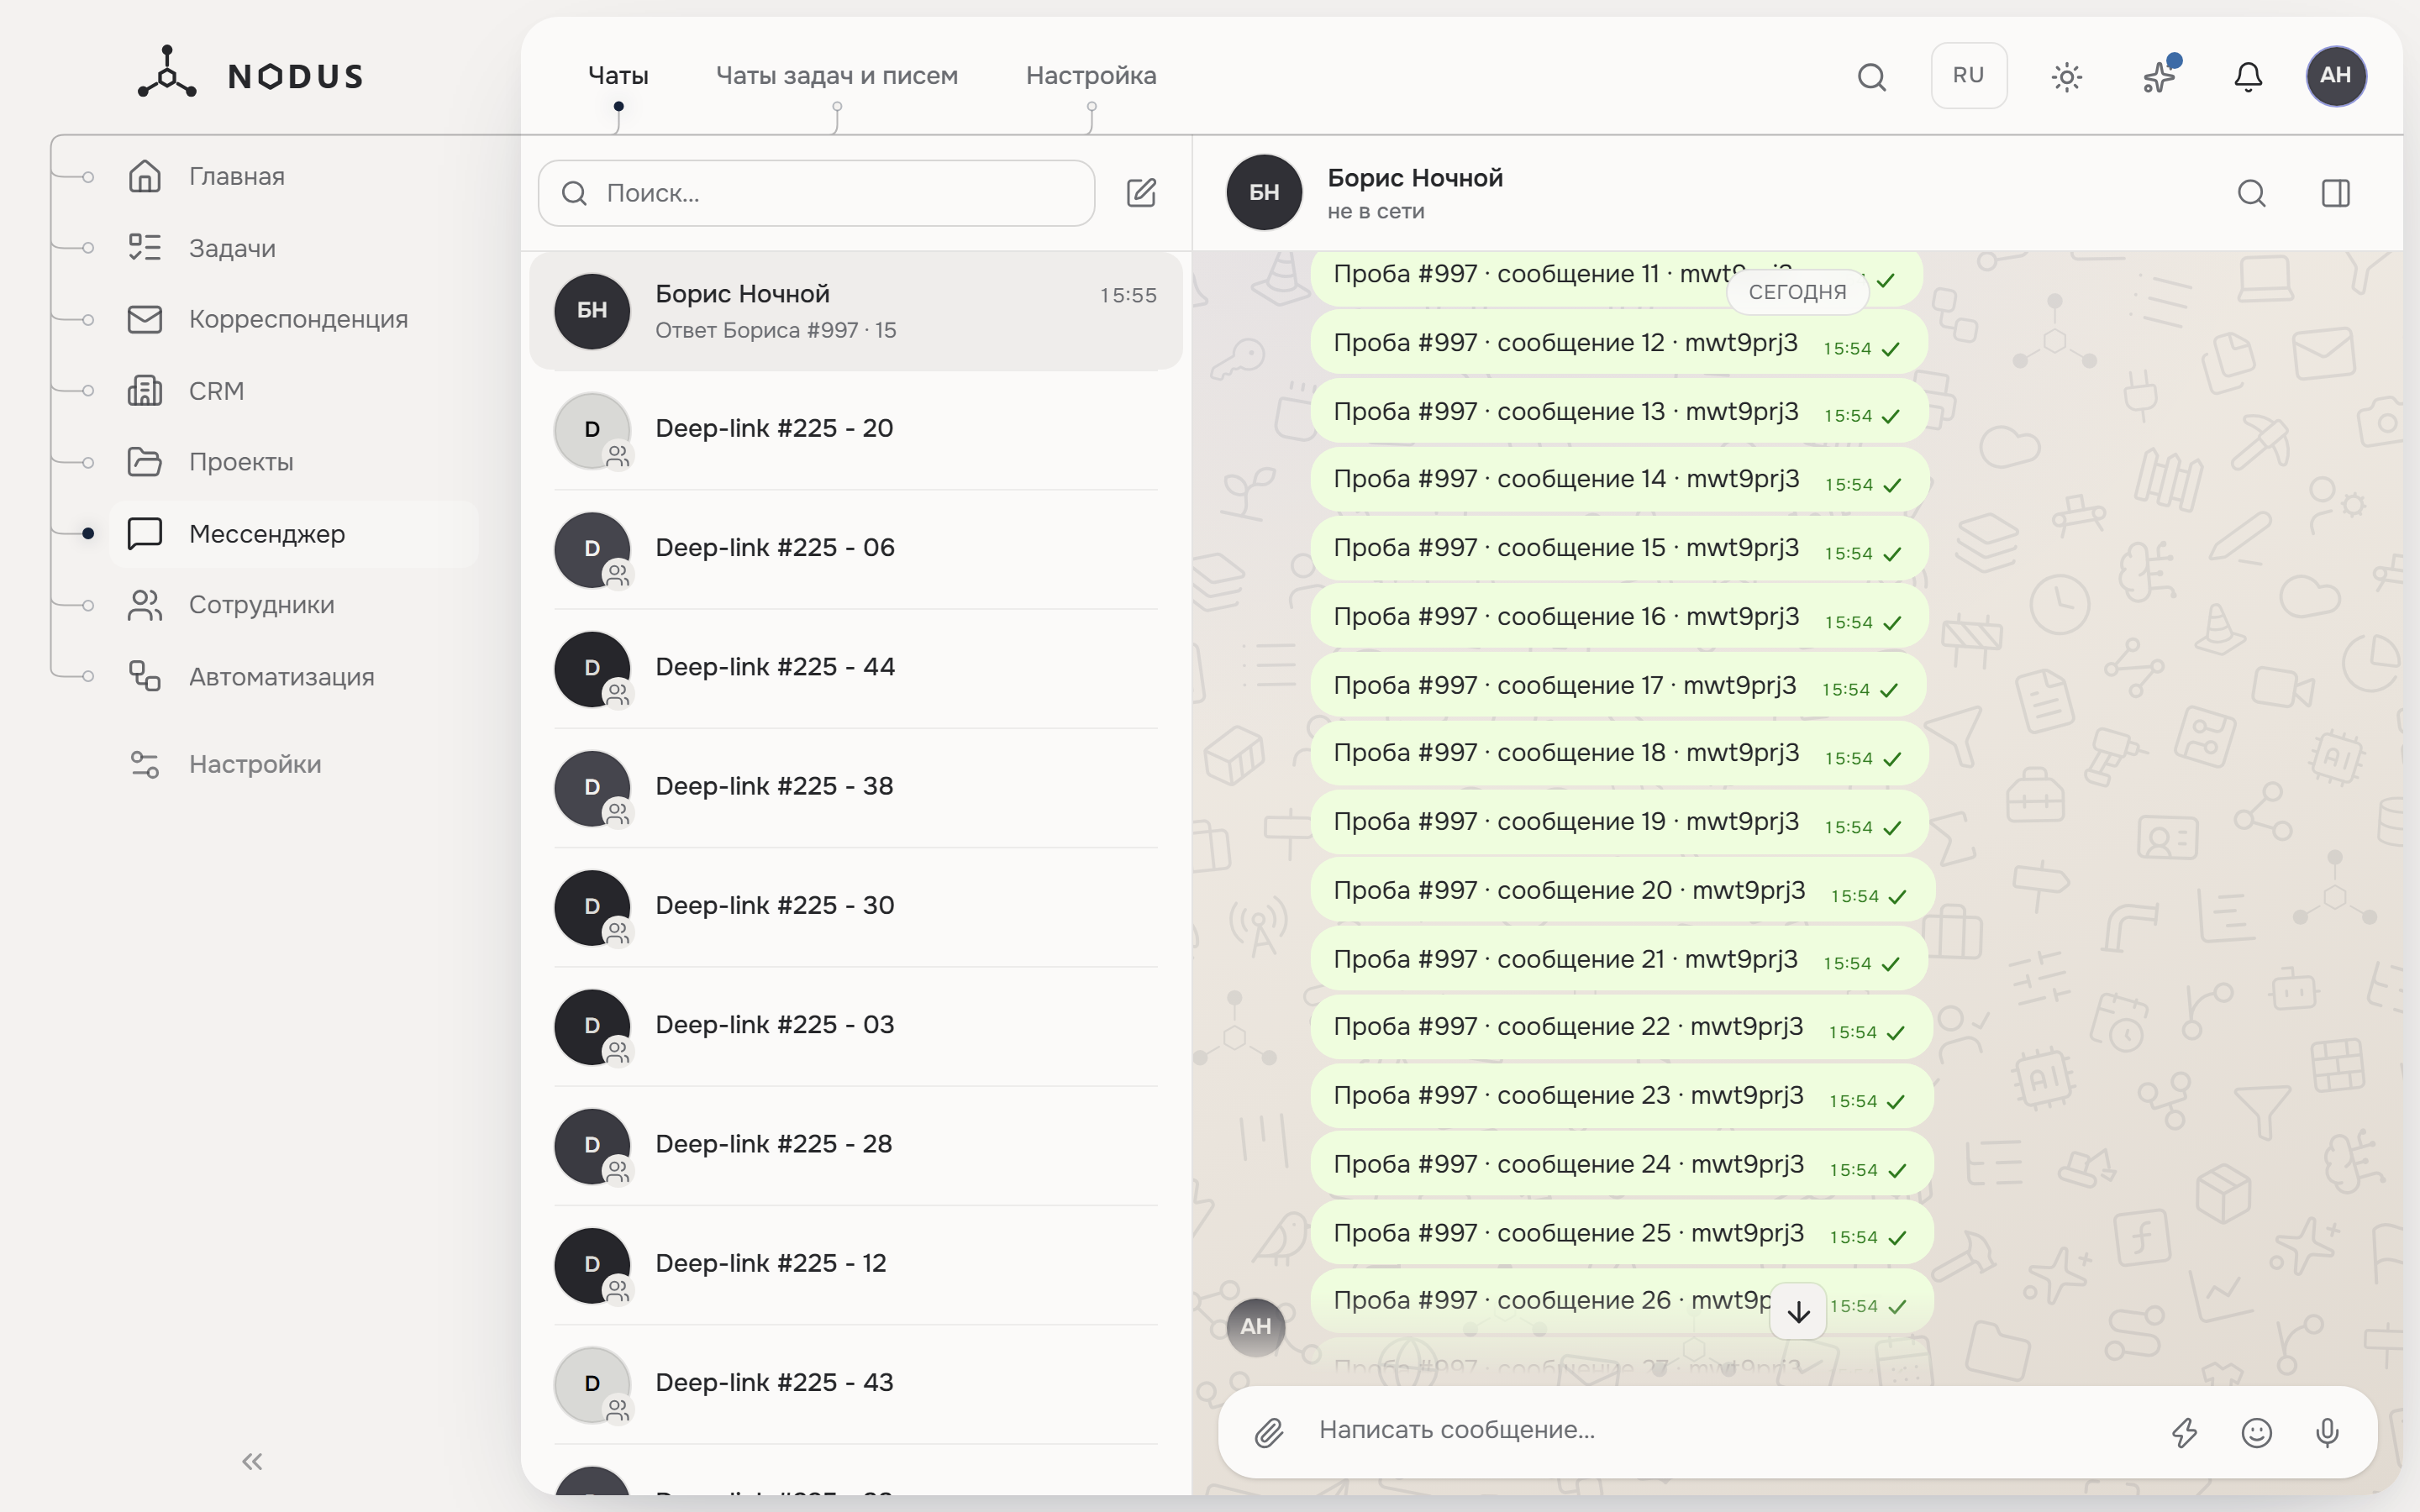 NODUS
Чаты
Чаты задач и писем
Настройка
RU
АН
Главная
Задачи
Корреспонденция
CRM
Проекты
Мессенджер
Сотрудники
Автоматизация
Настройки
Поиск...
БН
Борис Ночной
15:55
Ответ Бориса #997 · 15
D
Deep-link #225 - 20
D
Deep-link #225 - 06
D
Deep-link #225 - 44
D
Deep-link #225 - 38
D
Deep-link #225 - 30
D
Deep-link #225 - 03
D
Deep-link #225 - 28
D
Deep-link #225 - 12
D
Deep-link #225 - 43
БН
Борис Ночной
не в сети
Проба #997 · сообщение 11 ·
СЕГОДНЯ
Проба #997 · сообщение 12 · mwt9prj3 15:54
Проба #997 · сообщение 13 · mwt9prj3 15:54
Проба #997 · сообщение 14 · mwt9prj3 15:54
Проба #997 · сообщение 15 · mwt9prj3 15:54
Проба #997 · сообщение 16 · mwt9prj3 15:54
Проба #997 · сообщение 17 · mwt9prj3 15:54
Проба #997 · сообщение 18 · mwt9prj3 15:54
Проба #997 · сообщение 19 · mwt9prj3 15:54
Проба #997 · сообщение 20 · mwt9prj3 15:54
Проба #997 · сообщение 21 · mwt9prj3 15:54
Проба #997 · сообщение 22 · mwt9prj3 15:54
Проба #997 · сообщение 23 · mwt9prj3 15:54
Проба #997 · сообщение 24 · mwt9prj3 15:54
Проба #997 · сообщение 25 · mwt9prj3 15:54
Проба #997 · сообщение 26 · mwt9p 15:54
АН
Проба #997 · сообщение 27 · mwt9prj3
Написать сообщение...